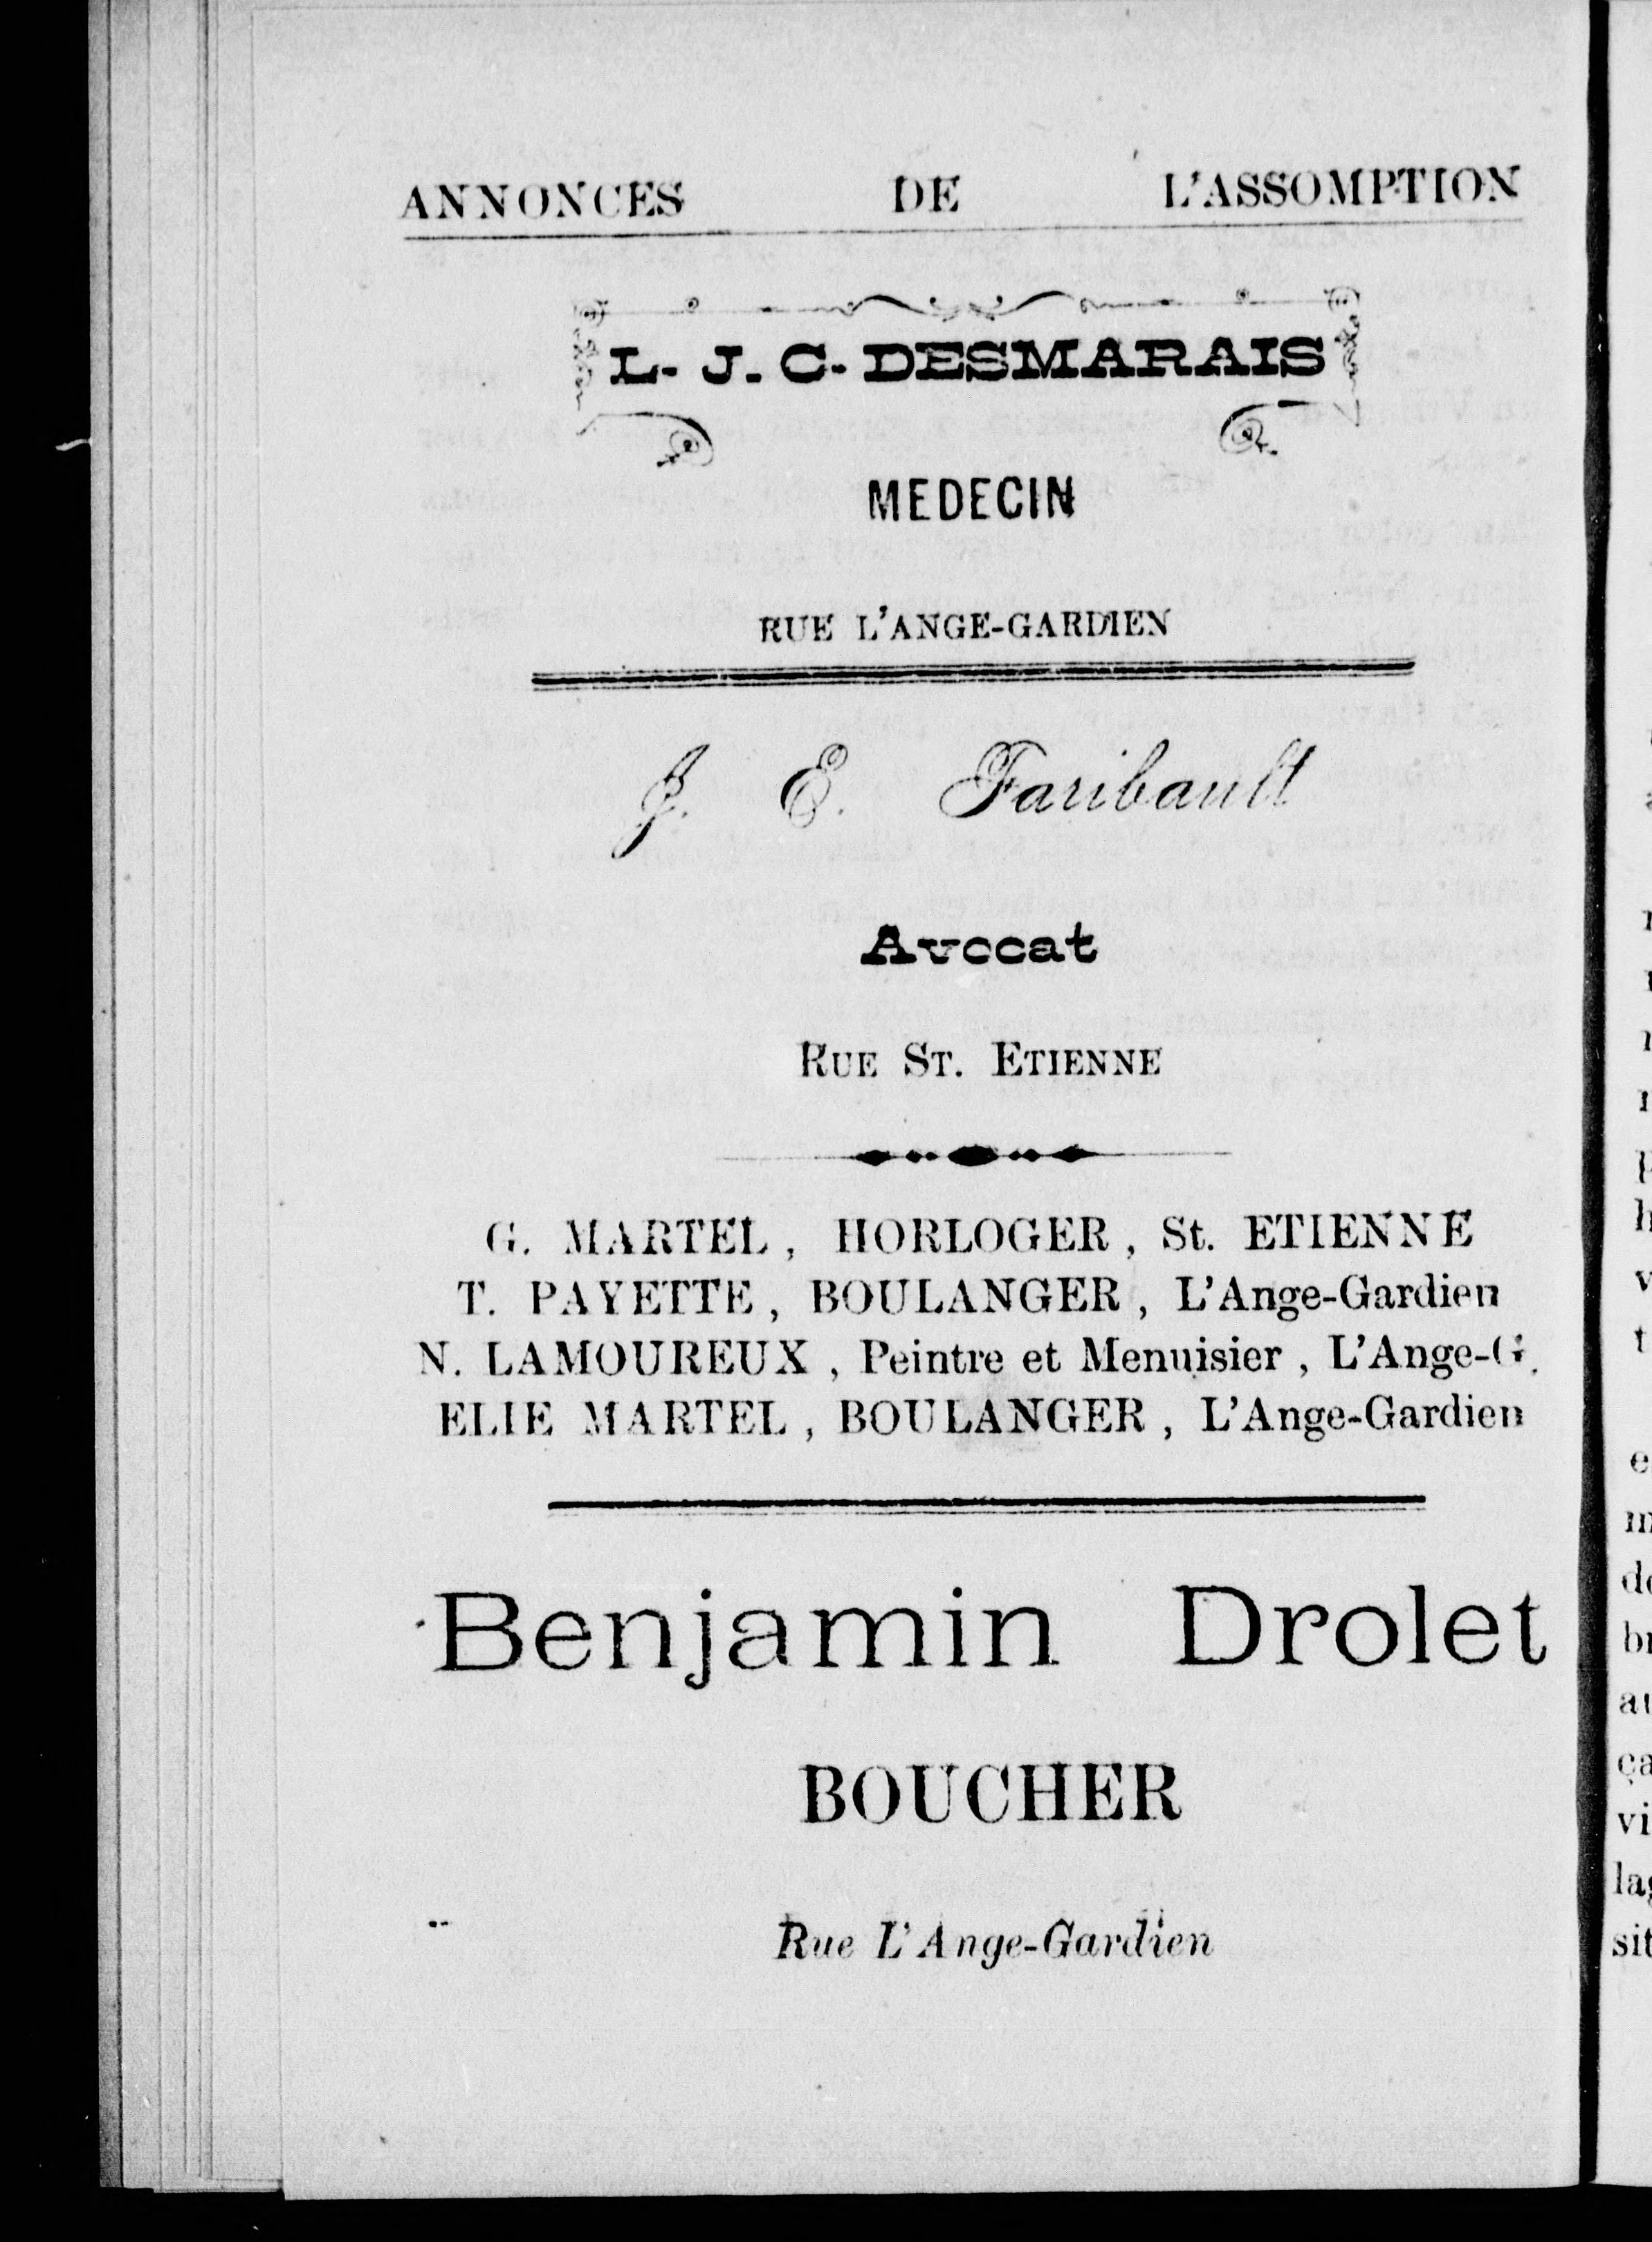 ANNONCES DE L'ASSOMPTION
L. J. C. DESMARAIS
MEDECIN
RUE L'ANGE-GARDIEN
J. E. Faribault
Avocat
RUE ST. ETIENNE
G. MARTEL, HORLOGER, St. ETIENNE
T. PAYETTE, BOULANGER, L'Ange-Gardien
N. LAMOUREUX, Peintre et Menuisier, L'Ange-G.
ELIE MARTEL, BOULANGER, L'Ange-Gardien
Benjamin Drolet
BOUCHER
Rue L'Ange-Gardien